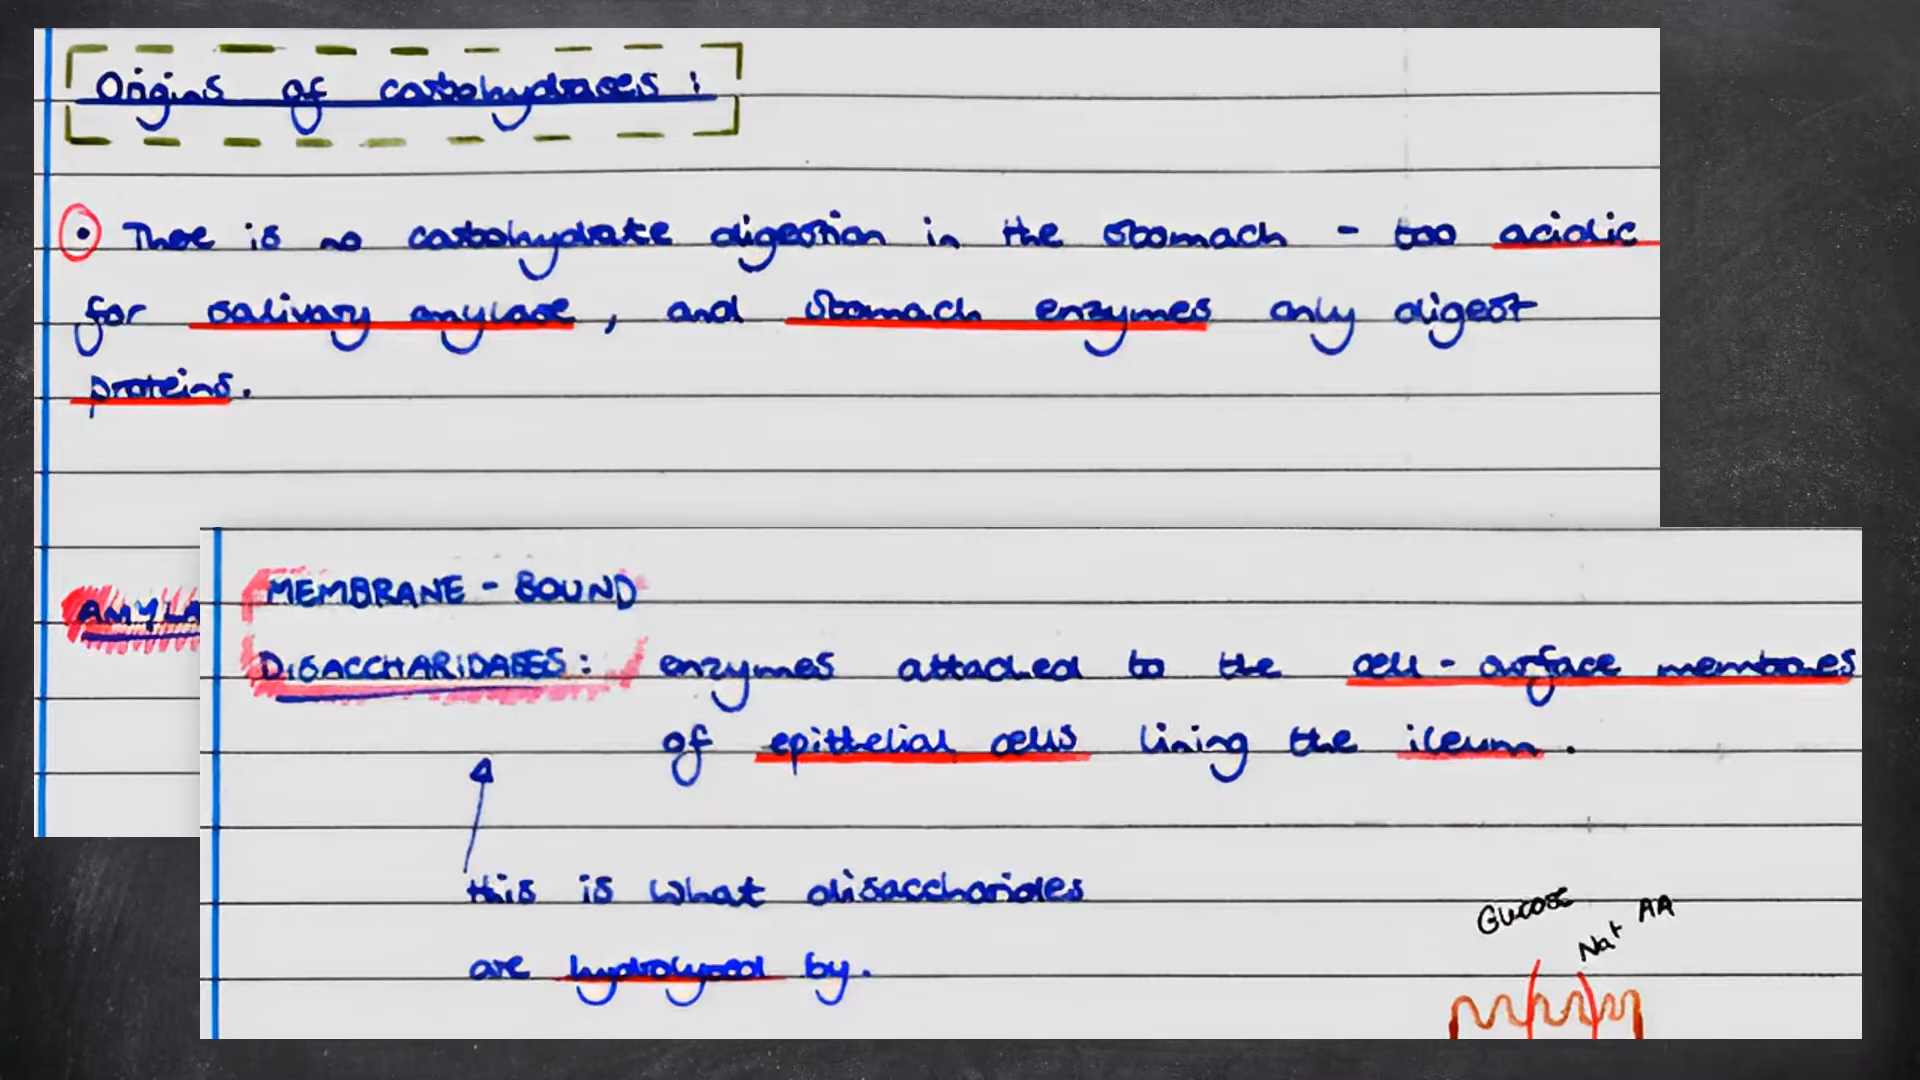 Origins of carbohydrases :
There is no carbohydrate digestion in the stomach - too acidic
for salivary amylase, and stomach enzymes only digest
proteins.
AMYLA
MEMBRANE - BOUND
DISACCHARIDASES : enzymes attached to the cell - surface membranes
of epithelial cells lining the ileum.
this is what disaccharides
are hydrolysed by.
Glucose
Na+ AA